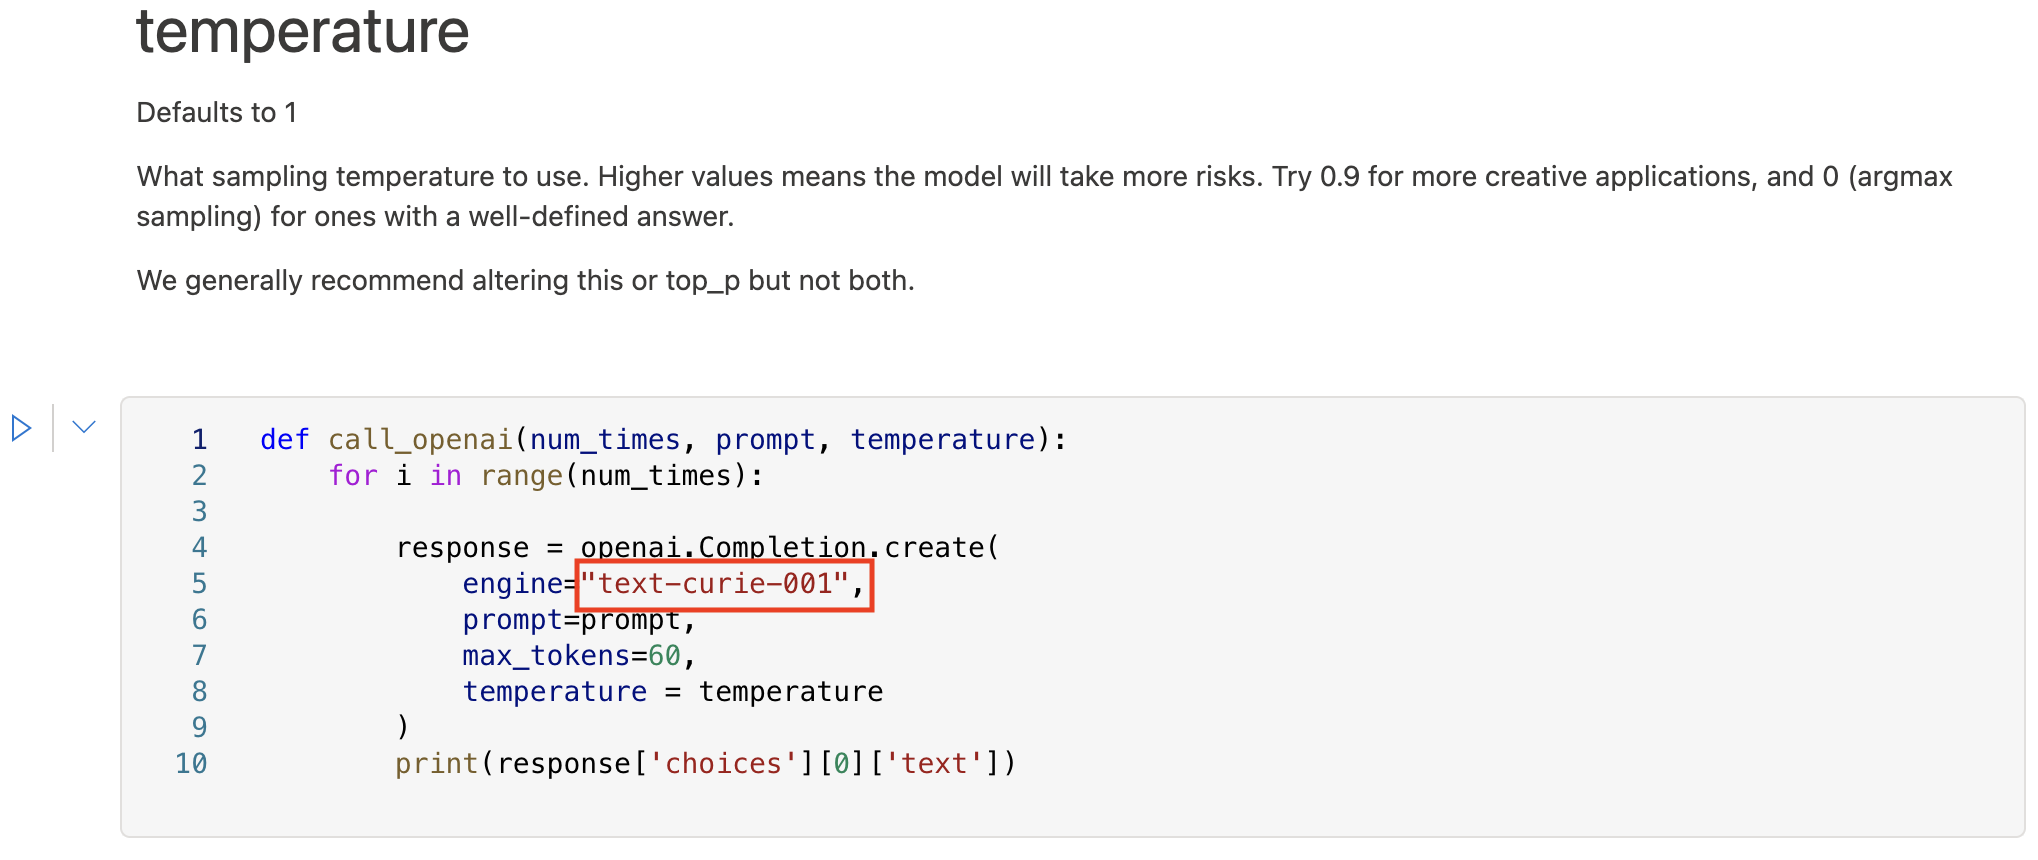 temperature
Defaults to 1
What sampling temperature to use. Higher values means the model will take more risks. Try 0.9 for more creative applications, and 0 (argmax
sampling) for ones with a well-defined answer.
We generally recommend altering this or top_p but not both.
1 def call_openai(num_times, prompt, temperature):
2     for i in range(num_times):
3
4         response = openai.Completion.create(
5             engine="text-curie-001",
6             prompt=prompt,
7             max_tokens=60,
8             temperature = temperature
9         )
10         print(response['choices'][0]['text'])